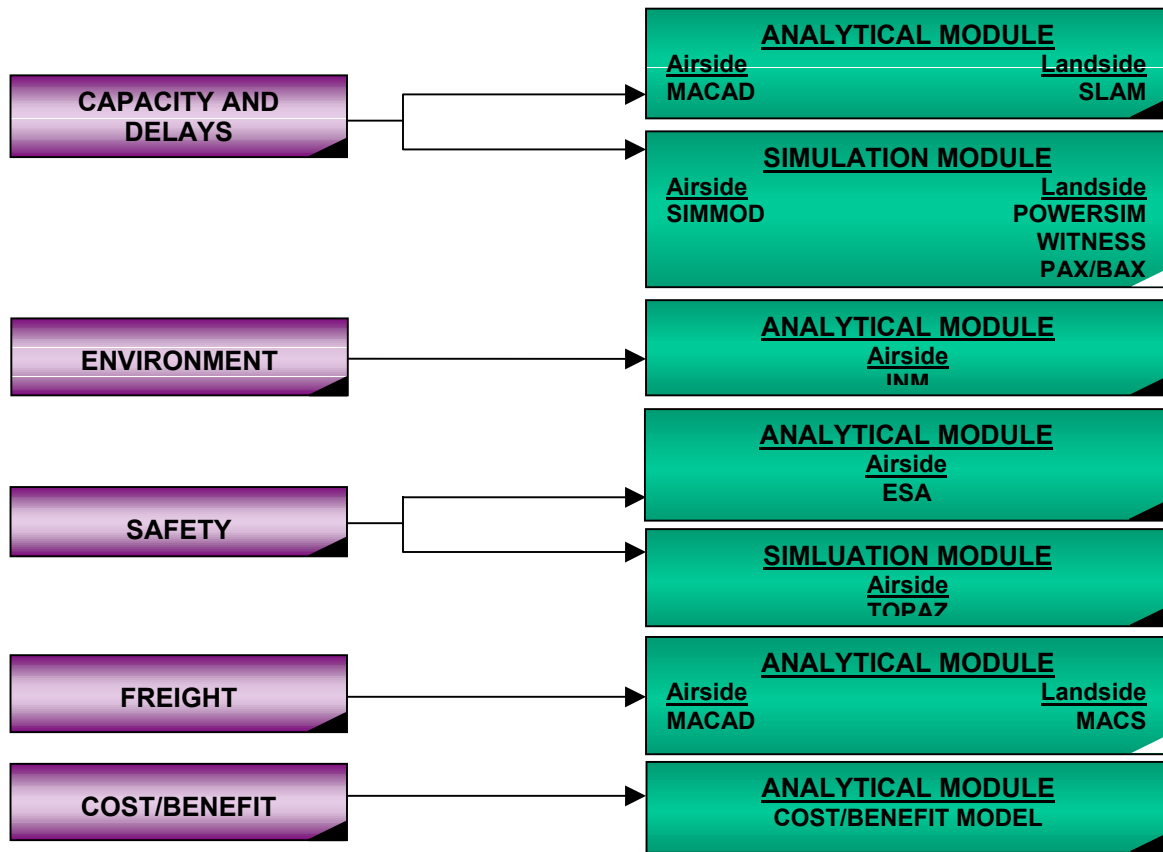 CAPACITY AND
DELAYS
ANALYTICAL MODULE
Airside Landside
MACAD SLAM
SIMULATION MODULE
Airside Landside
SIMMOD POWERSIM
WITNESS
PAX/BAX
ENVIRONMENT
ANALYTICAL MODULE
Airside
INM
SAFETY
ANALYTICAL MODULE
Airside
ESA
SIMLUATION MODULE
Airside
TOPAZ
FREIGHT
ANALYTICAL MODULE
Airside Landside
MACAD MACS
COST/BENEFIT
ANALYTICAL MODULE
COST/BENEFIT MODEL